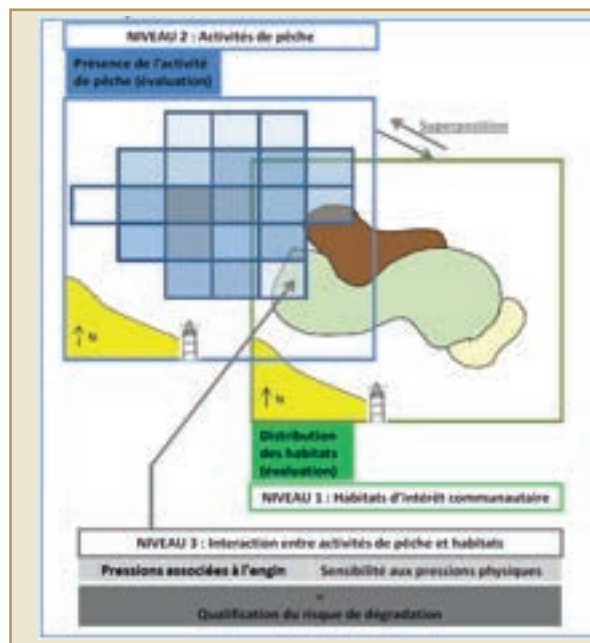 NIVEAU 2 : Activités de pêche
Présence de l'activité
de pêche (évaluation)
Superposition
N
N
Distribution
des habitats
(évaluation)
NIVEAU 1 : Habitats d'intérêt communautaire
NIVEAU 3 : Interaction entre activités de pêche et habitats
Pressions associées à l'engin Sensibilité aux pressions physiques
=
Qualification du risque de dégradation